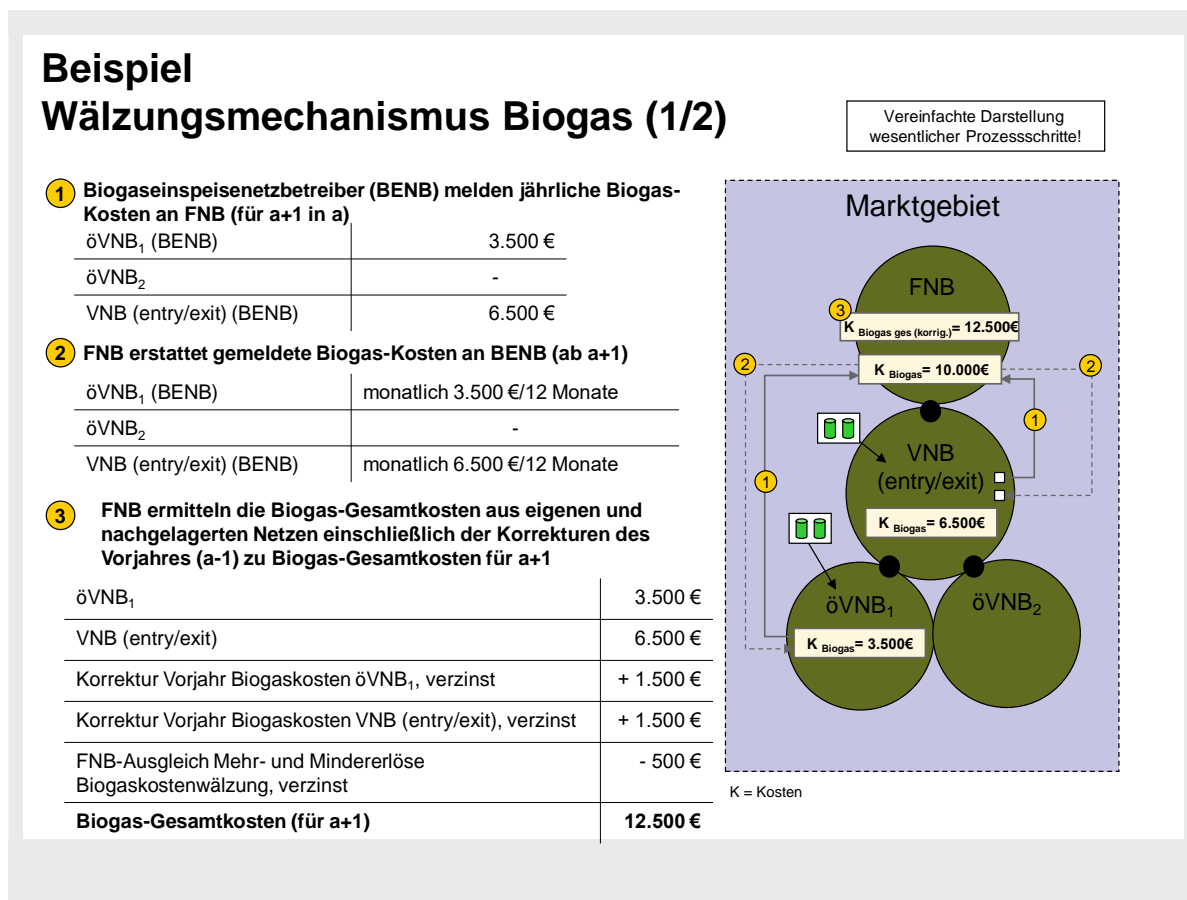 Beispiel
Wälzungsmechanismus Biogas (1/2)
Vereinfachte Darstellung
wesentlicher Prozessschritte!
1 Biogaseinspeisenetzbetreiber (BENB) melden jährliche Biogas-
Kosten an FNB (für a+1 in a)
öVNB1 (BENB) 3.500 €
öVNB2 -
VNB (entry/exit) (BENB) 6.500 €
2 FNB erstattet gemeldete Biogas-Kosten an BENB (ab a+1)
öVNB1 (BENB) monatlich 3.500 €/12 Monate
öVNB2 -
VNB (entry/exit) (BENB) monatlich 6.500 €/12 Monate
3 FNB ermitteln die Biogas-Gesamtkosten aus eigenen und
nachgelagerten Netzen einschließlich der Korrekturen des
Vorjahres (a-1) zu Biogas-Gesamtkosten für a+1
öVNB1 3.500 €
VNB (entry/exit) 6.500 €
Korrektur Vorjahr Biogaskosten öVNB1, verzinst + 1.500 €
Korrektur Vorjahr Biogaskosten VNB (entry/exit), verzinst + 1.500 €
FNB-Ausgleich Mehr- und Mindererlöse
Biogaskostenwälzung, verzinst - 500 €
Biogas-Gesamtkosten (für a+1) 12.500 €
Marktgebiet
FNB
3
K Biogas ges (korrig.)= 12.500€
2
K Biogas= 10.000€
2
1
VNB
(entry/exit)
1
K Biogas= 6.500€
öVNB1
öVNB2
K Biogas= 3.500€
K = Kosten